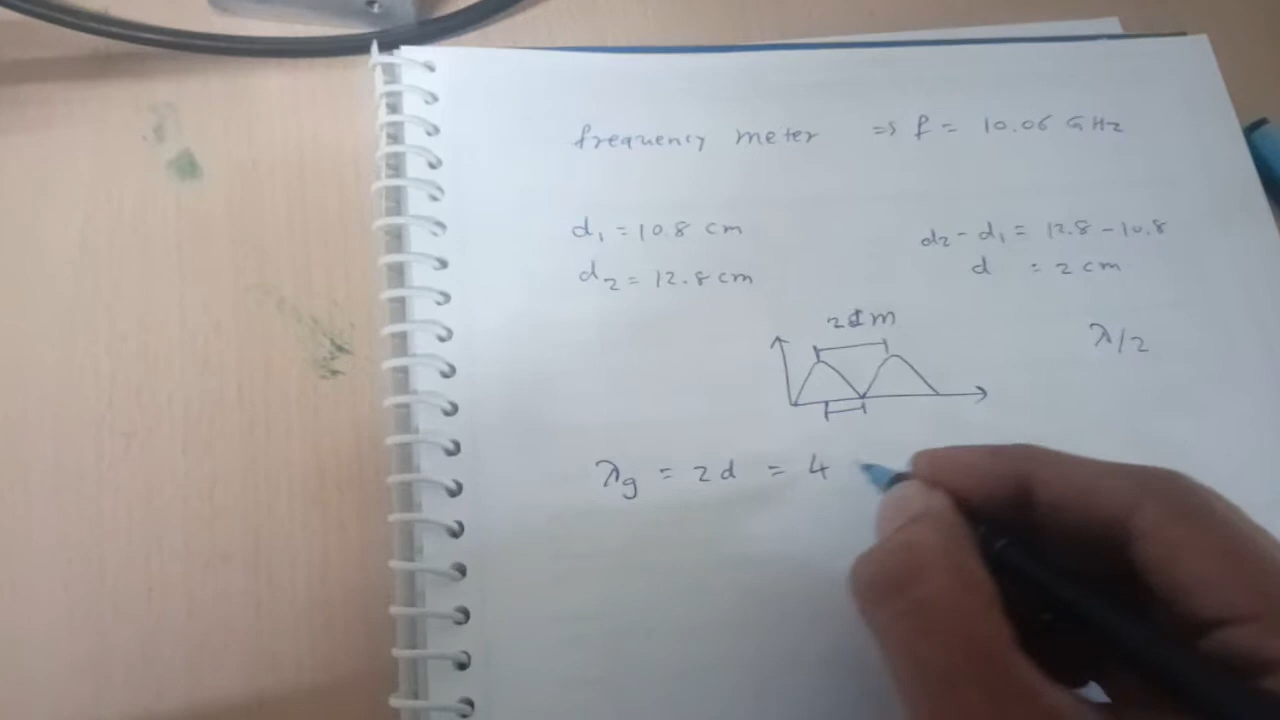 frequency meter ⇒ f = 10.06 GHz
d₁ = 10.8 cm
d₂ = 12.8 cm
d₂ - d₁ = 12.8 - 10.8
d = 2 cm
2cm
λ/2
λg = 2d = 4